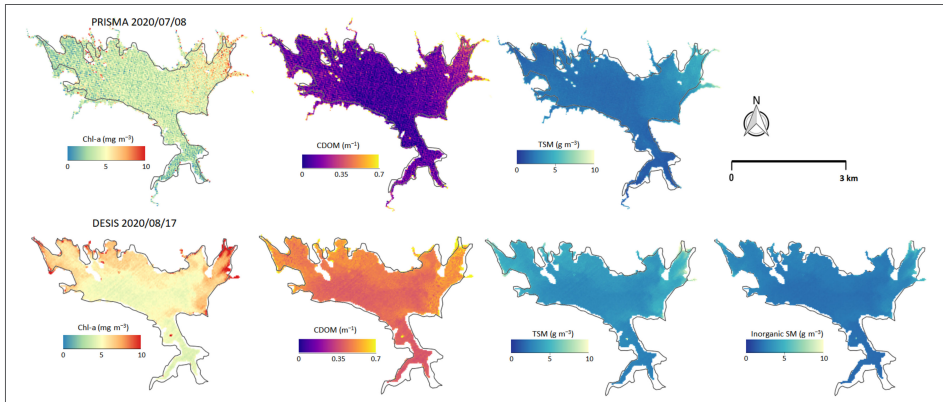 PRISMA 2020/07/08
Chl-a (mg m⁻³)
0 5 10
CDOM (m⁻¹)
0 0.35 0.7
TSM (g m⁻³)
0 5 10
N
0 3 km
DESIS 2020/08/17
Chl-a (mg m⁻³)
0 5 10
CDOM (m⁻¹)
0 0.35 0.7
TSM (g m⁻³)
0 5 10
Inorganic SM (g m⁻³)
0 5 10